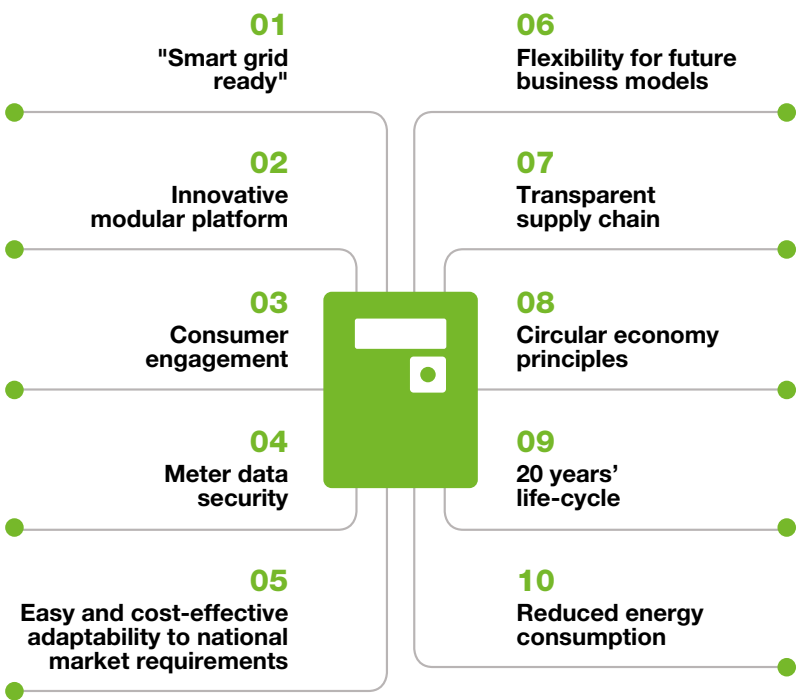 01
"Smart grid
ready"
02
Innovative
modular platform
03
Consumer
engagement
04
Meter data
security
05
Easy and cost-effective
adaptability to national
market requirements
06
Flexibility for future
business models
07
Transparent
supply chain
08
Circular economy
principles
09
20 years’
life-cycle
10
Reduced energy
consumption